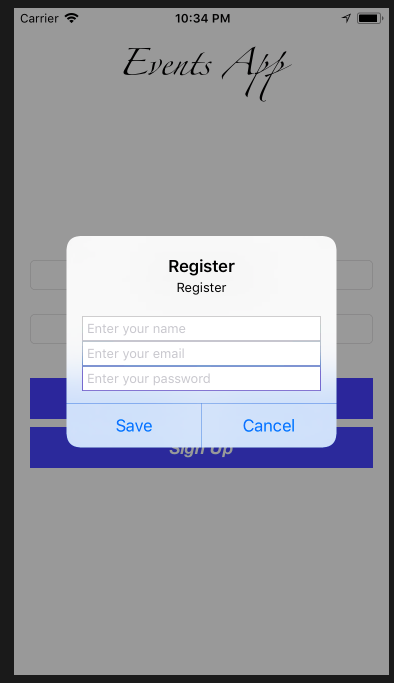 Carrier 10:34 PM
Events App
Register
Register
Enter your name
Enter your email
Enter your password
Save Cancel
Sign Up